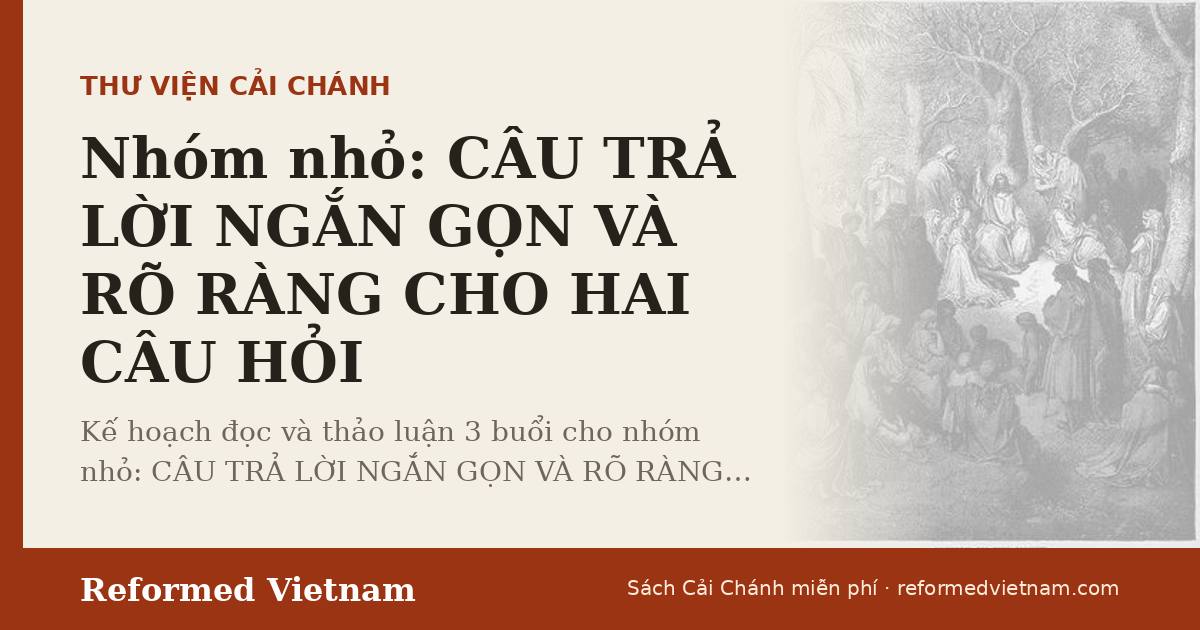 THƯ VIỆN CẢI CHÁNH
Nhóm nhỏ: CÂU TRẢ
LỜI NGẮN GỌN VÀ
RÕ RÀNG CHO HAI
CÂU HỎI
Kế hoạch đọc và thảo luận 3 buổi cho nhóm
nhỏ: CÂU TRẢ LỜI NGẮN GỌN VÀ RÕ RÀNG...
Reformed Vietnam
Sách Cải Chánh miễn phí · reformedvietnam.com